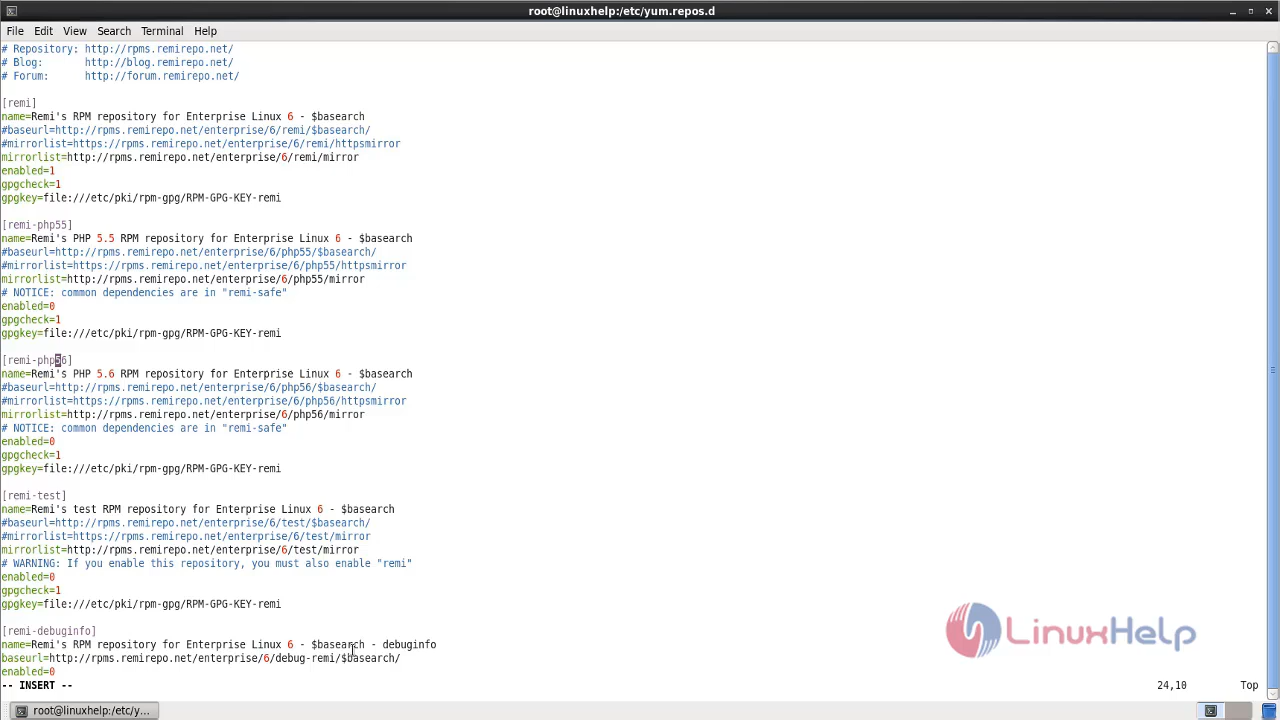 root@linuxhelp:/etc/yum.repos.d
File Edit View Search Terminal Help
# Repository: http://rpms.remirepo.net/
# Blog:       http://blog.remirepo.net/
# Forum:      http://forum.remirepo.net/
[remi]
name=Remi's RPM repository for Enterprise Linux 6 - $basearch
#baseurl=http://rpms.remirepo.net/enterprise/6/remi/$basearch/
#mirrorlist=https://rpms.remirepo.net/enterprise/6/remi/httpsmirror
mirrorlist=http://rpms.remirepo.net/enterprise/6/remi/mirror
enabled=1
gpgcheck=1
gpgkey=file:///etc/pki/rpm-gpg/RPM-GPG-KEY-remi
[remi-php55]
name=Remi's PHP 5.5 RPM repository for Enterprise Linux 6 - $basearch
#baseurl=http://rpms.remirepo.net/enterprise/6/php55/$basearch/
#mirrorlist=https://rpms.remirepo.net/enterprise/6/php55/httpsmirror
mirrorlist=http://rpms.remirepo.net/enterprise/6/php55/mirror
# NOTICE: common dependencies are in "remi-safe"
enabled=0
gpgcheck=1
gpgkey=file:///etc/pki/rpm-gpg/RPM-GPG-KEY-remi
[remi-php56]
name=Remi's PHP 5.6 RPM repository for Enterprise Linux 6 - $basearch
#baseurl=http://rpms.remirepo.net/enterprise/6/php56/$basearch/
#mirrorlist=https://rpms.remirepo.net/enterprise/6/php56/httpsmirror
mirrorlist=http://rpms.remirepo.net/enterprise/6/php56/mirror
# NOTICE: common dependencies are in "remi-safe"
enabled=0
gpgcheck=1
gpgkey=file:///etc/pki/rpm-gpg/RPM-GPG-KEY-remi
[remi-test]
name=Remi's test RPM repository for Enterprise Linux 6 - $basearch
#baseurl=http://rpms.remirepo.net/enterprise/6/test/$basearch/
#mirrorlist=https://rpms.remirepo.net/enterprise/6/test/mirror
mirrorlist=http://rpms.remirepo.net/enterprise/6/test/mirror
# WARNING: If you enable this repository, you must also enable "remi"
enabled=0
gpgcheck=1
gpgkey=file:///etc/pki/rpm-gpg/RPM-GPG-KEY-remi
[remi-debuginfo]
name=Remi's RPM repository for Enterprise Linux 6 - $basearch - debuginfo
baseurl=http://rpms.remirepo.net/enterprise/6/debug-remi/$basearch/
enabled=0
LinuxHelp
-- INSERT -- 24,10 Top
root@linuxhelp:/etc/y...